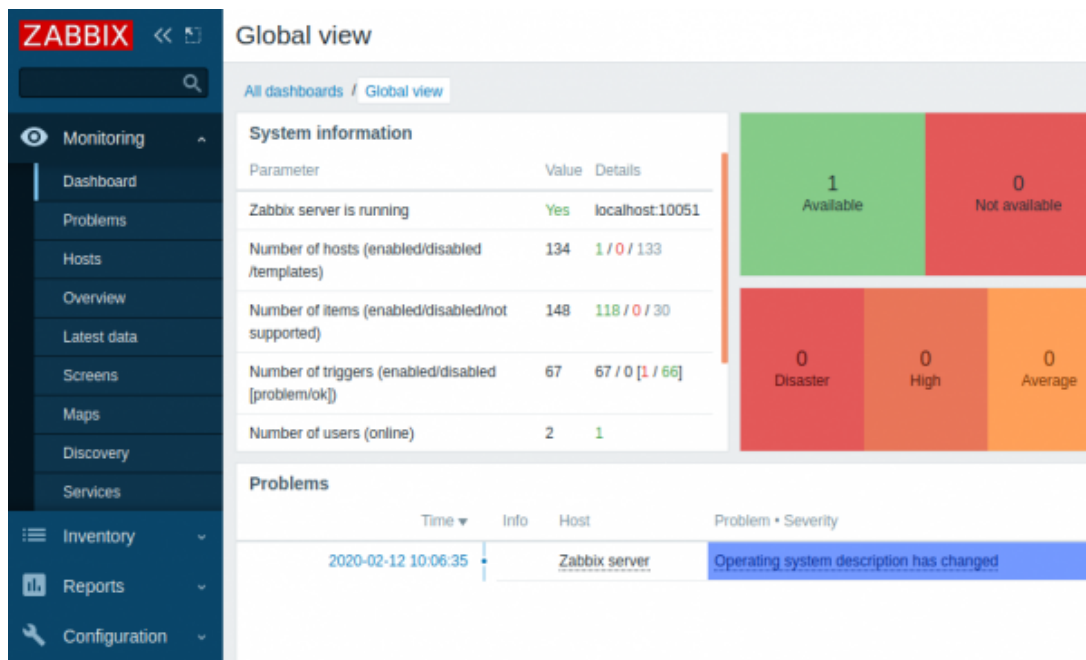 ZABBIX
Global view
All dashboards / Global view
Monitoring
Dashboard
Problems
Hosts
Overview
Latest data
Screens
Maps
Discovery
Services
Inventory
Reports
Configuration
System information
Parameter Value Details
Zabbix server is running Yes localhost:10051
Number of hosts (enabled/disabled 134 1 / 0 / 133
/templates)
Number of items (enabled/disabled/not 148 118 / 0 / 30
supported)
Number of triggers (enabled/disabled 67 67 / 0 [1 / 66]
[problem/ok])
Number of users (online) 2 1
1 0
Available Not available
0 0 0
Disaster High Average
Problems
Time Info Host Problem • Severity
2020-02-12 10:06:35 Zabbix server Operating system description has changed